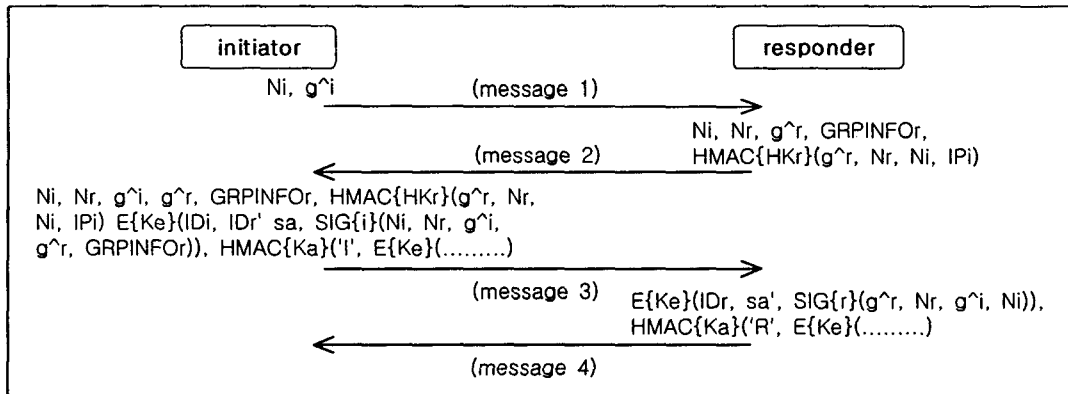 initiator
responder
Ni, g^i
(message 1)
Ni, Nr, g^r, GRPINFOr,
HMAC{HKr}(g^r, Nr, Ni, IPi)
(message 2)
Ni, Nr, g^i, g^r, GRPINFOr, HMAC{HKr}(g^r, Nr,
Ni, IPi) E{Ke}(IDi, IDr' sa, SIG{i}(Ni, Nr, g^i,
g^r, GRPINFOr)), HMAC{Ka}('I', E{Ke}(.........)
(message 3)
E{Ke}(IDr, sa', SIG{r}(g^r, Nr, g^i, Ni)),
HMAC{Ka}('R', E{Ke}(.........)
(message 4)